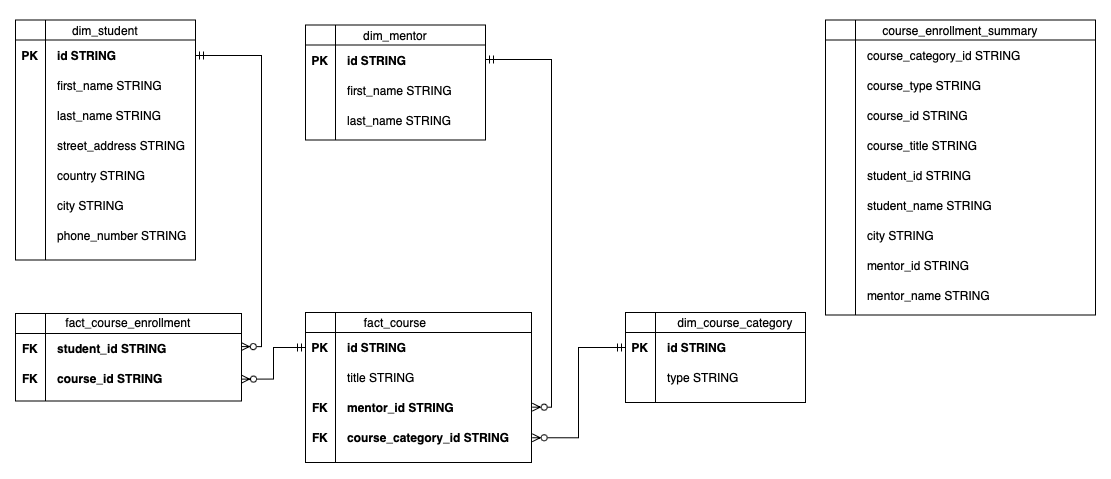 dim_student
PK id STRING
first_name STRING
last_name STRING
street_address STRING
country STRING
city STRING
phone_number STRING
dim_mentor
PK id STRING
first_name STRING
last_name STRING
course_enrollment_summary
course_category_id STRING
course_type STRING
course_id STRING
course_title STRING
student_id STRING
student_name STRING
city STRING
mentor_id STRING
mentor_name STRING
fact_course_enrollment
FK student_id STRING
FK course_id STRING
fact_course
PK id STRING
title STRING
FK mentor_id STRING
FK course_category_id STRING
dim_course_category
PK id STRING
type STRING